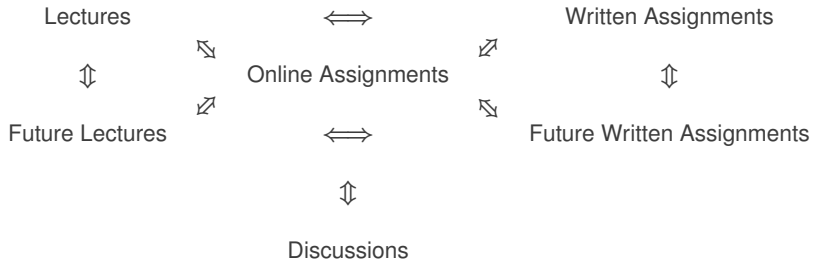 Lectures ⟺ Written Assignments
⤡ Online Assignments ⤢
⇕ ⇕
Future Lectures ⤢ ⟺ ⤡ Future Written Assignments
⇕
Discussions